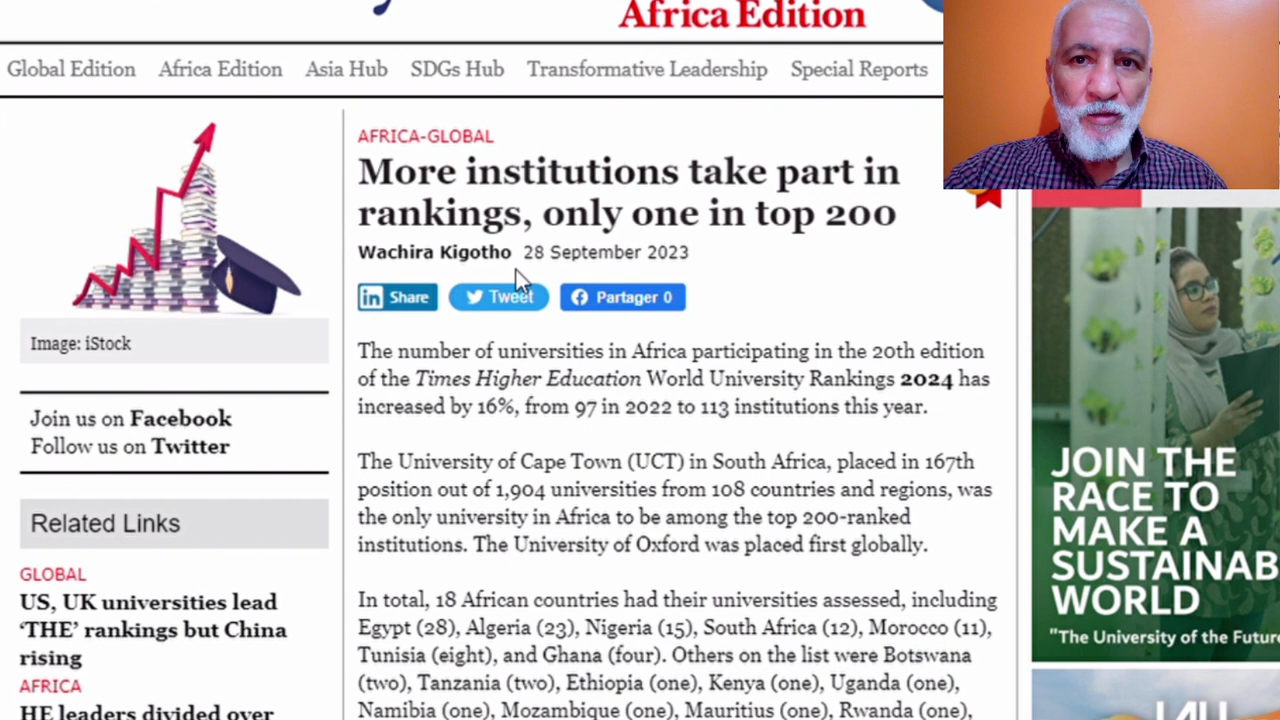 Africa Edition
Global Edition Africa Edition Asia Hub SDGs Hub Transformative Leadership Special Reports
Image: iStock
Join us on Facebook
Follow us on Twitter
Related Links
GLOBAL
US, UK universities lead
‘THE’ rankings but China
rising
AFRICA
HE leaders divided over
AFRICA-GLOBAL
More institutions take part in
rankings, only one in top 200
Wachira Kigotho 28 September 2023
in Share
Tweet
Partager 0
The number of universities in Africa participating in the 20th edition
of the Times Higher Education World University Rankings 2024 has
increased by 16%, from 97 in 2022 to 113 institutions this year.
The University of Cape Town (UCT) in South Africa, placed in 167th
position out of 1,904 universities from 108 countries and regions, was
the only university in Africa to be among the top 200-ranked
institutions. The University of Oxford was placed first globally.
In total, 18 African countries had their universities assessed, including
Egypt (28), Algeria (23), Nigeria (15), South Africa (12), Morocco (11),
Tunisia (eight), and Ghana (four). Others on the list were Botswana
(two), Tanzania (two), Ethiopia (one), Kenya (one), Uganda (one),
Namibia (one), Mozambique (one), Mauritius (one), Rwanda (one),
JOIN THE
RACE TO
MAKE A
SUSTAINAB
WORLD
"The University of the Future